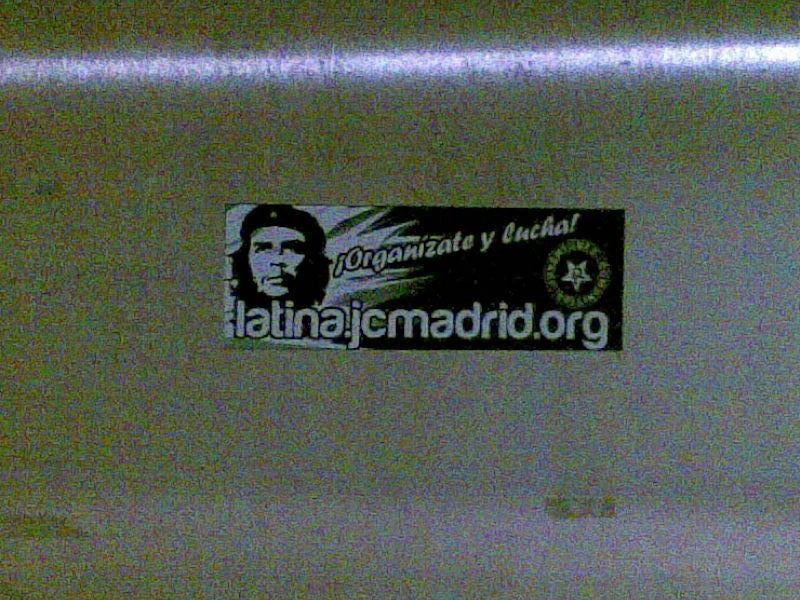 ¡Organízate y lucha!
latina.jcmadrid.org